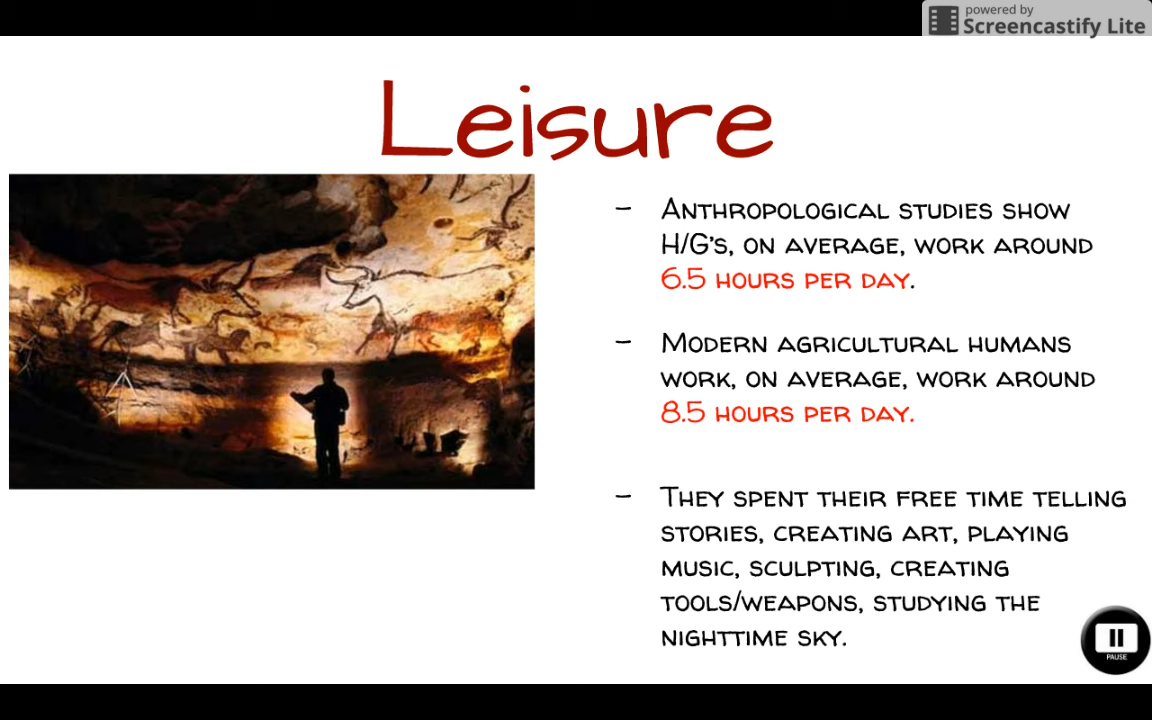 powered by
Screencastify Lite
Leisure
- Anthropological studies show
H/G's, on average, work around
6.5 hours per day.
- Modern agricultural humans
work, on average, work around
8.5 hours per day.
- They spent their free time telling
stories, creating art, playing
music, sculpting, creating
tools/weapons, studying the
nighttime sky.
PAUSE